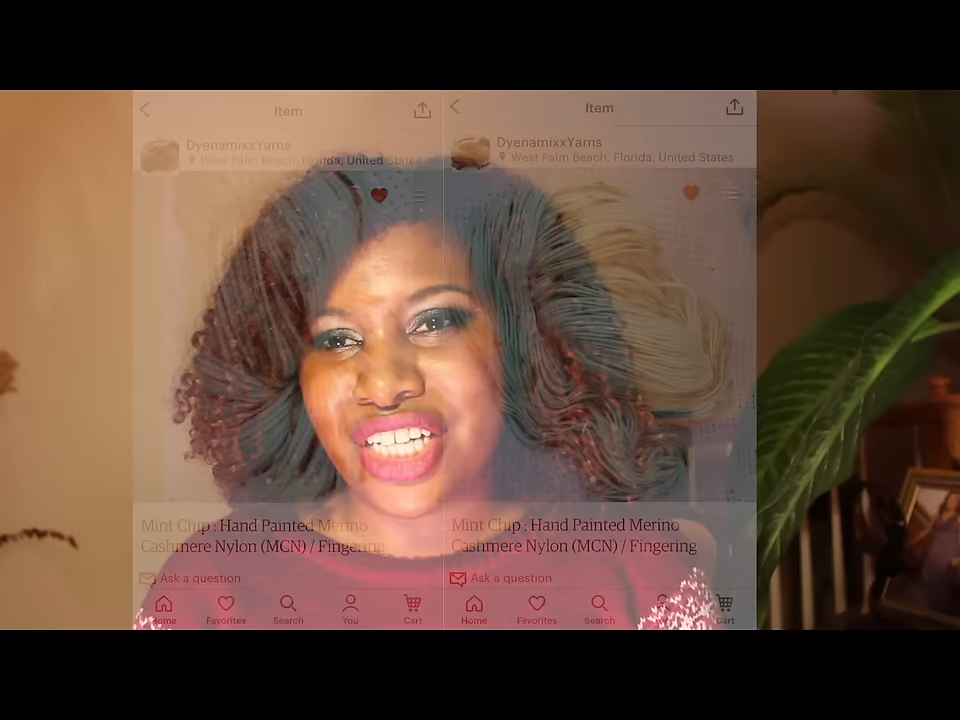 Item
DyenamixxYarns
West Palm Beach, Florida, United States
Mint Chip : Hand Painted Merino
Cashmere Nylon (MCN) / Fingering
Ask a question
Home Favorites Search You Cart
Item
DyenamixxYarns
West Palm Beach, Florida, United States
Mint Chip : Hand Painted Merino
Cashmere Nylon (MCN) / Fingering
Ask a question
Home Favorites Search Cart